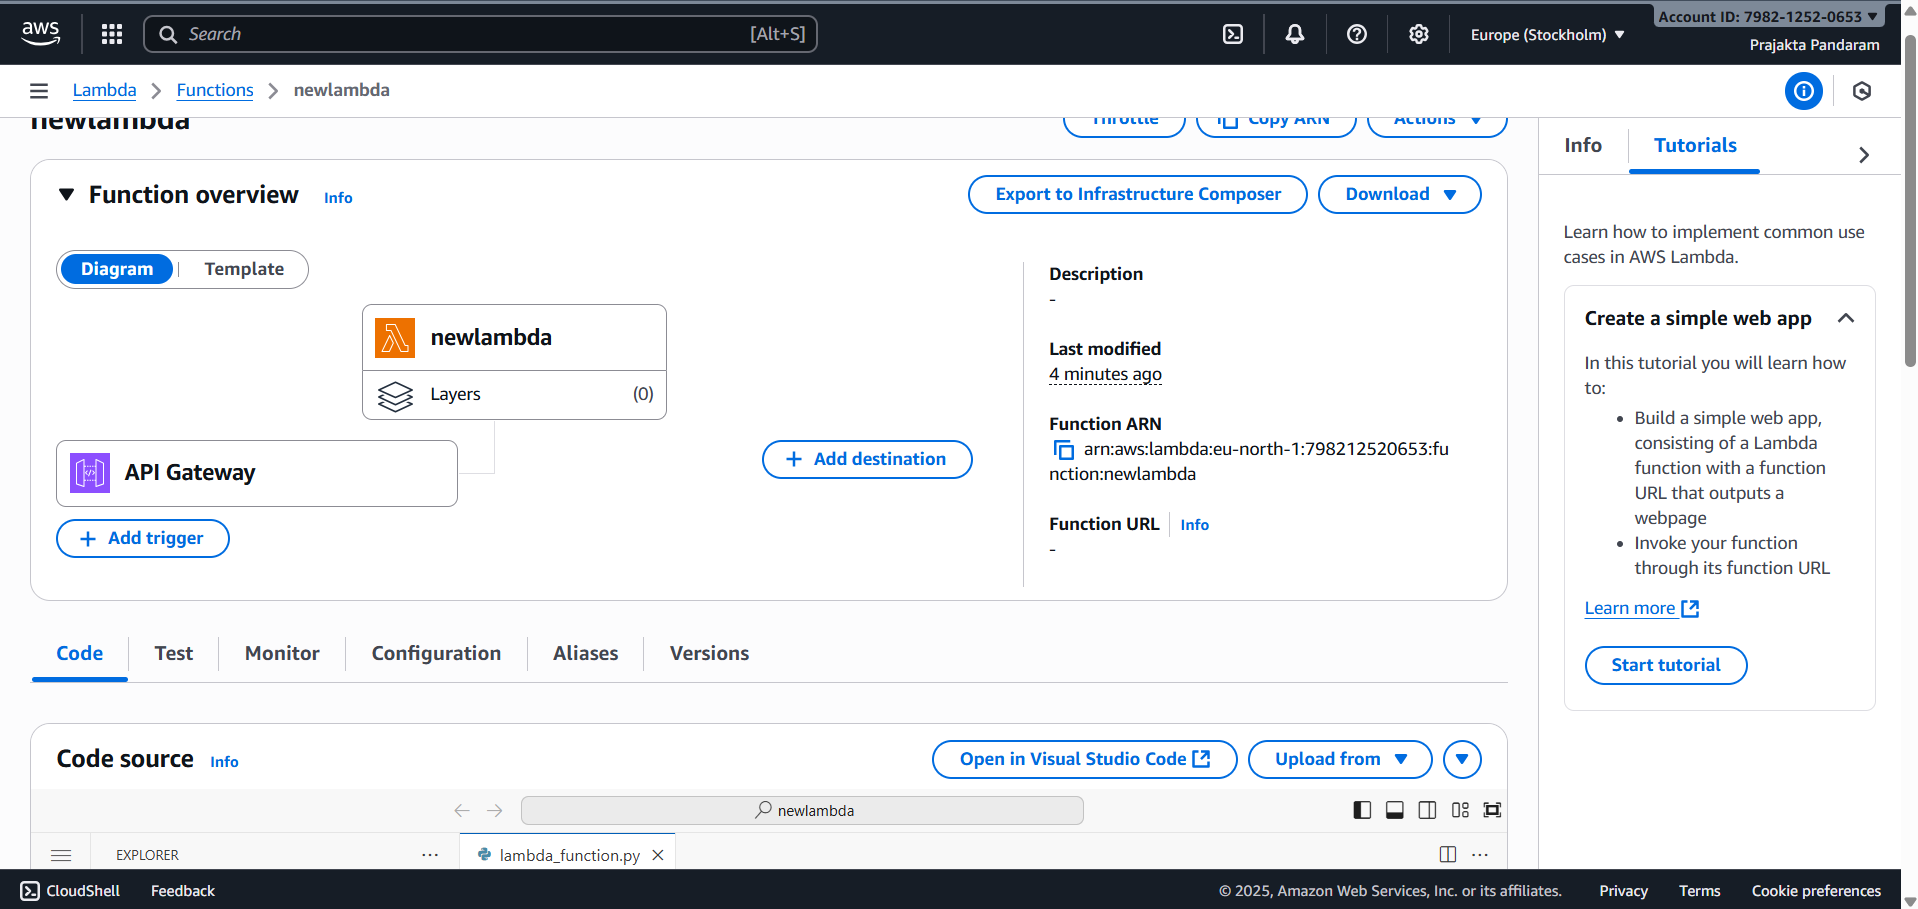 aws
Search [Alt+S]
Europe (Stockholm)
Account ID: 7982-1252-0653
Prajakta Pandaram
Lambda
Functions
newlambda
newlambda
Throttle
Copy ARN
Actions
Function overview Info
Export to Infrastructure Composer
Download
Diagram
Template
newlambda
Layers (0)
API Gateway
Add trigger
Add destination
Description
-
Last modified
4 minutes ago
Function ARN
arn:aws:lambda:eu-north-1:798212520653:fu
nction:newlambda
Function URL Info
-
Code
Test
Monitor
Configuration
Aliases
Versions
Code source Info
Open in Visual Studio Code
Upload from
newlambda
EXPLORER ...
lambda_function.py
...
Info
Tutorials
Learn how to implement common use
cases in AWS Lambda.
Create a simple web app
In this tutorial you will learn how
to:
• Build a simple web app,
consisting of a Lambda
function with a function
URL that outputs a
webpage
• Invoke your function
through its function URL
Learn more
Start tutorial
CloudShell
Feedback
© 2025, Amazon Web Services, Inc. or its affiliates.
Privacy
Terms
Cookie preferences